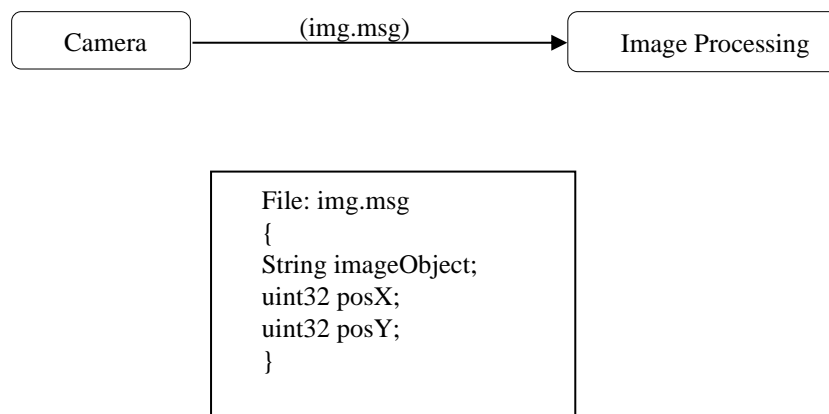 Camera
(img.msg)
Image Processing
File: img.msg
{
String imageObject;
uint32 posX;
uint32 posY;
}